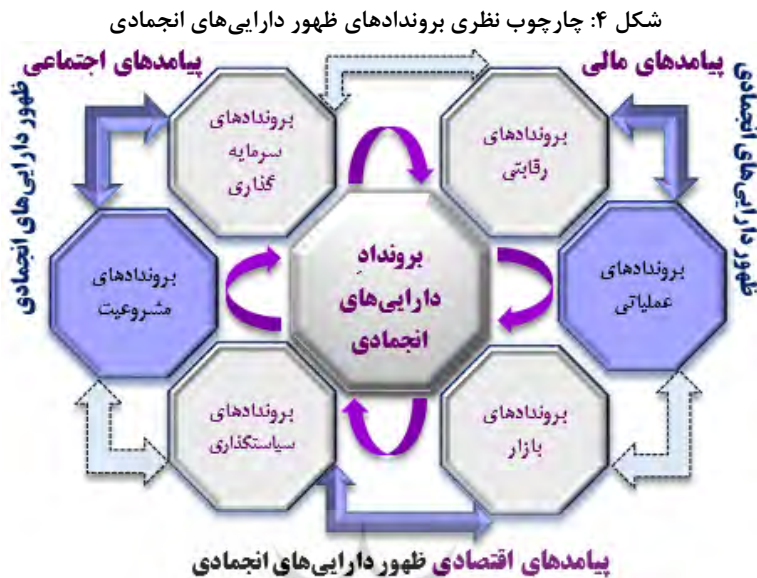 شکل ۴: چارچوب نظری بروندادهای ظهور دارایی‌های انجمادی
پیامدهای مالی
پیامدهای اجتماعی
ظهور دارایی‌های انجمادی
ظهور دارایی‌های انجمادی
بروندادهای
رقابتی
بروندادهای
سرمایه
گذاری
بروندادهای
عملیاتی
برونداد
دارایی‌های
انجمادی
بروندادهای
مشروعیت
بروندادهای
بازار
بروندادهای
سیاستگذاری
پیامدهای اقتصادی ظهور دارایی‌های انجمادی